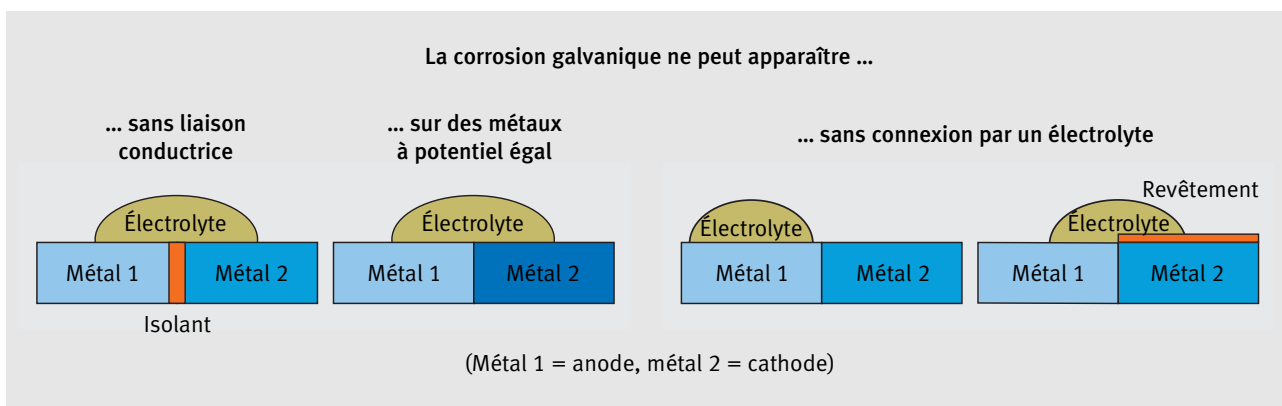 La corrosion galvanique ne peut apparaître ...
... sans liaison
conductrice
... sur des métaux
à potentiel égal
... sans connexion par un électrolyte
Électrolyte
Métal 1
Métal 2
Isolant
Électrolyte
Métal 1
Métal 2
Électrolyte
Métal 1
Métal 2
Revêtement
Électrolyte
Métal 1
Métal 2
(Métal 1 = anode, métal 2 = cathode)